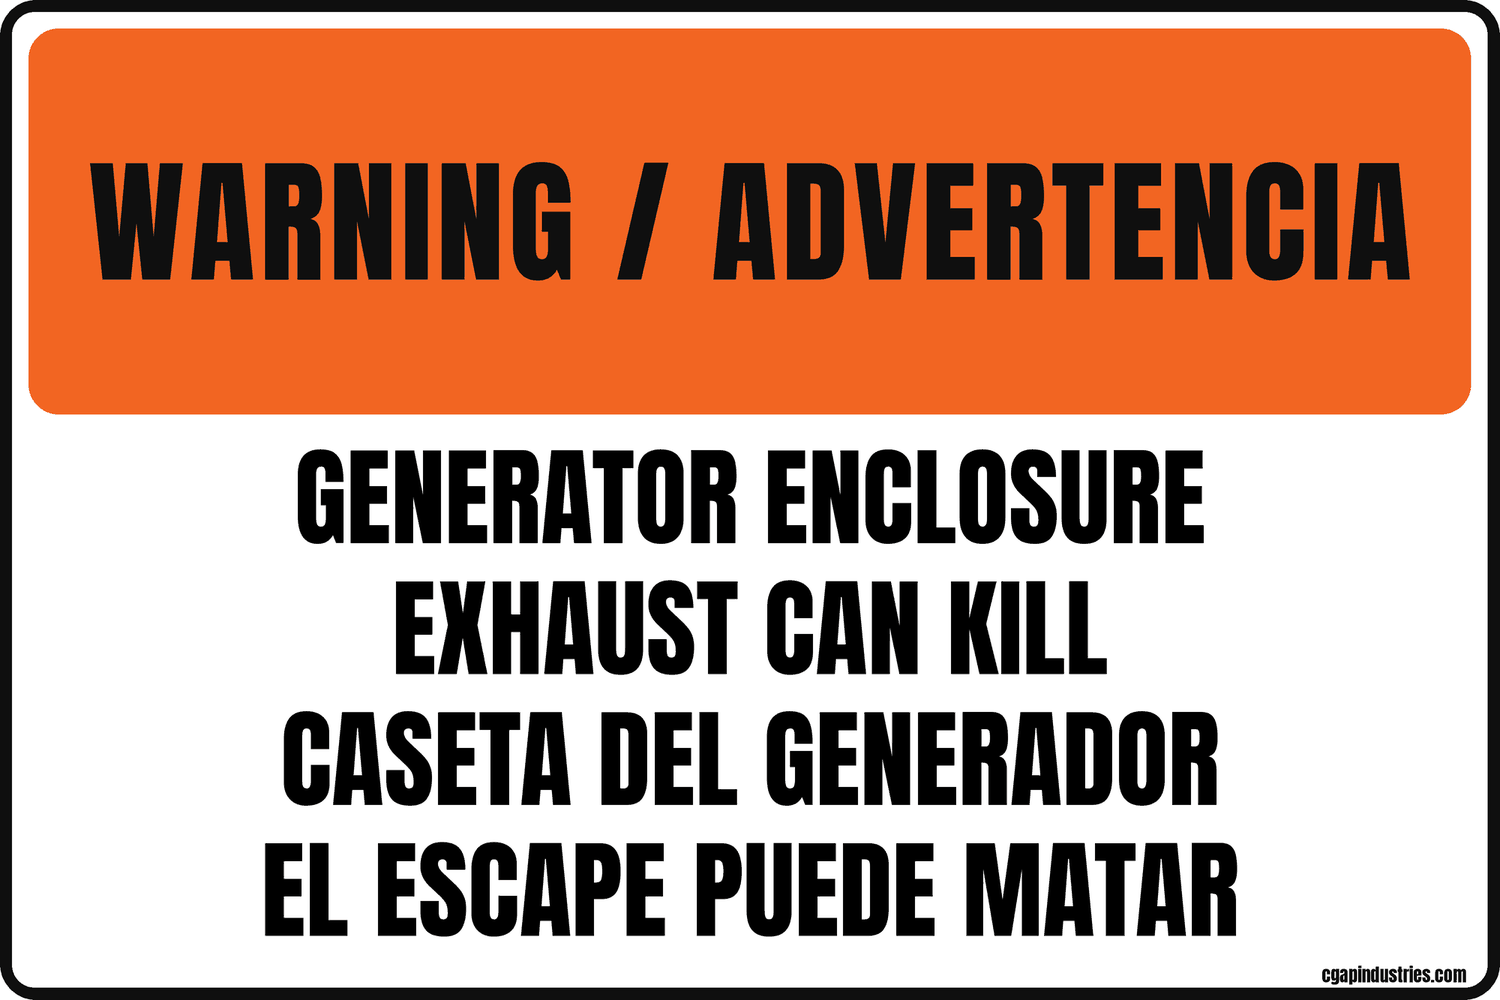 WARNING / ADVERTENCIA
GENERATOR ENCLOSURE
EXHAUST CAN KILL
CASETA DEL GENERADOR
EL ESCAPE PUEDE MATAR
cgapindustries.com